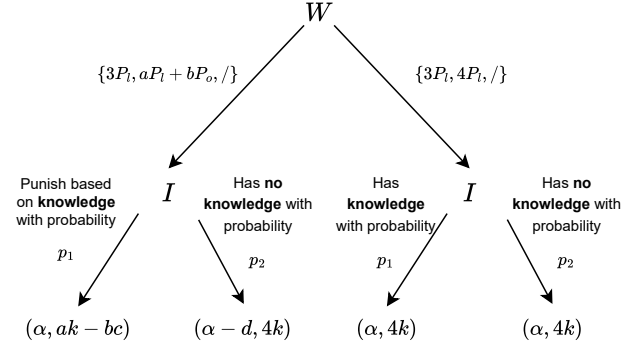 W
{3P_l, aP_l + bP_o, /}
{3P_l, 4P_l, /}
Punish based
on knowledge
with probability
I
Has no
knowledge with
probability
Has
knowledge
with probability
I
Has no
knowledge with
probability
p_1
p_2
p_1
p_2
(α, ak − bc)
(α − d, 4k)
(α, 4k)
(α, 4k)